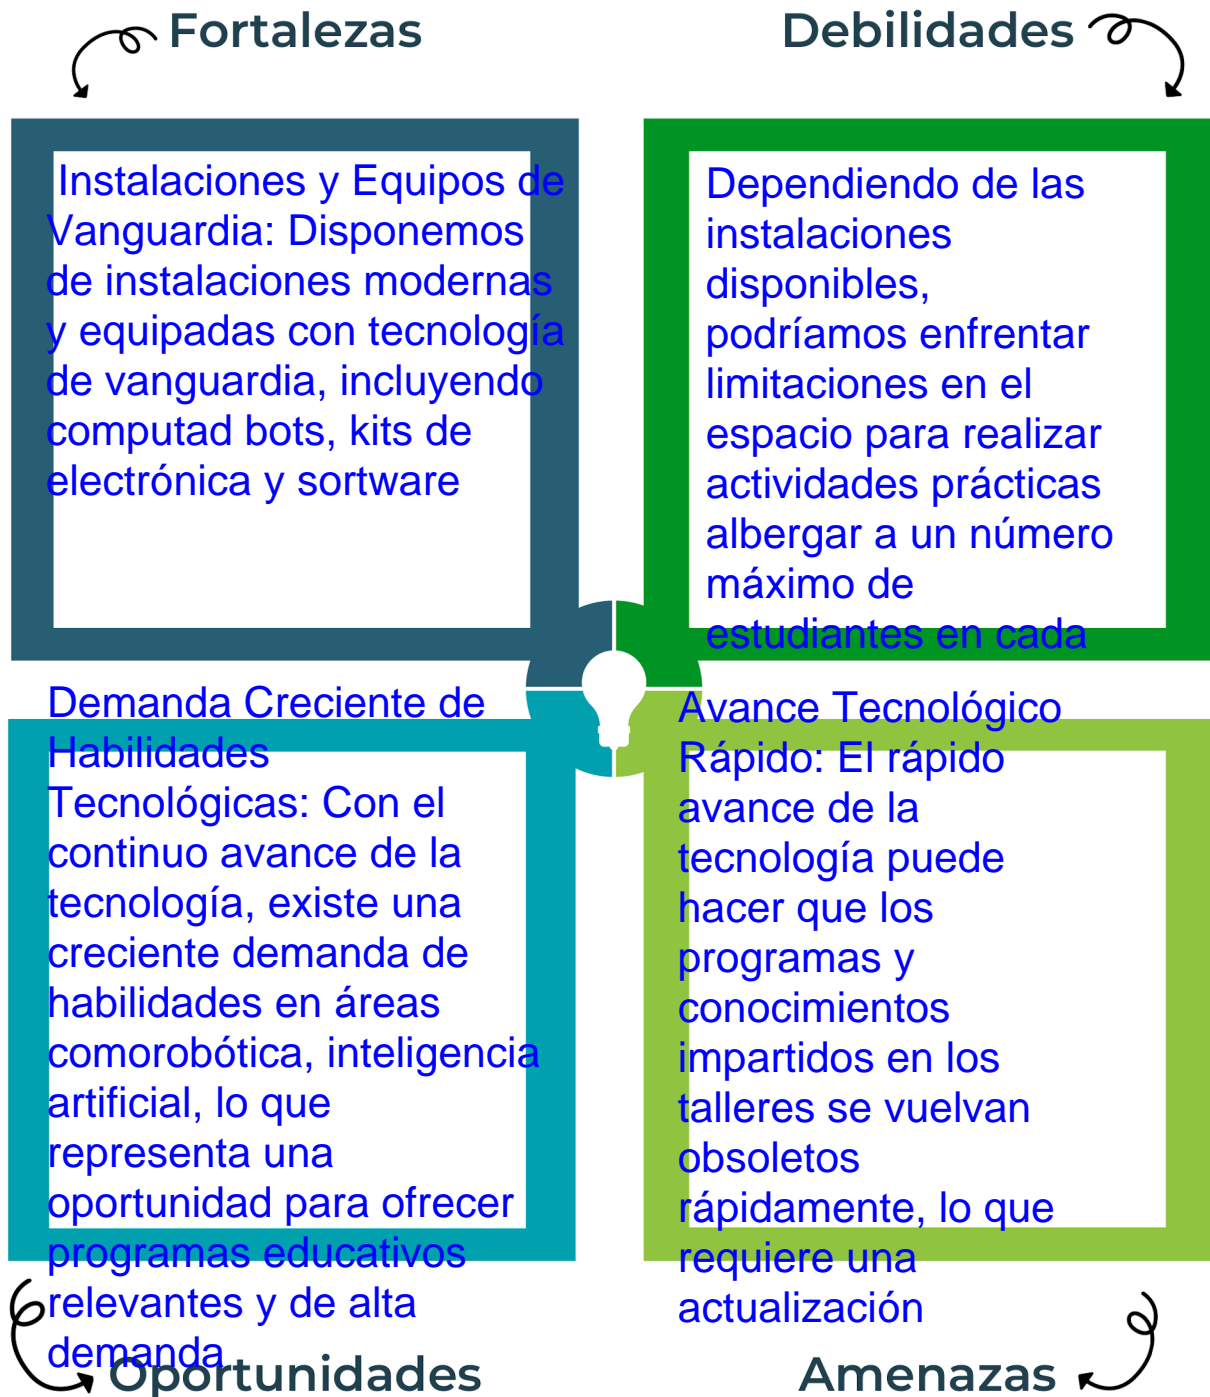 Fortalezas
Instalaciones y Equipos de
Vanguardia: Disponemos
de instalaciones modernas
y equipadas con tecnología
de vanguardia, incluyendo
computad bots, kits de
electrónica y sortware
Debilidades
Dependiendo de las
instalaciones
disponibles,
podríamos enfrentar
limitaciones en el
espacio para realizar
actividades prácticas
albergar a un número
máximo de
estudiantes en cada
Demanda Creciente de
Habilidades
Tecnológicas: Con el
continuo avance de la
tecnología, existe una
creciente demanda de
habilidades en áreas
comorobótica, inteligencia
artificial, lo que
representa una
oportunidad para ofrecer
programas educativos
relevantes y de alta
demanda
Oportunidades
Avance Tecnológico
Rápido: El rápido
avance de la
tecnología puede
hacer que los
programas y
conocimientos
impartidos en los
talleres se vuelvan
obsoletos
rápidamente, lo que
requiere una
actualización
Amenazas